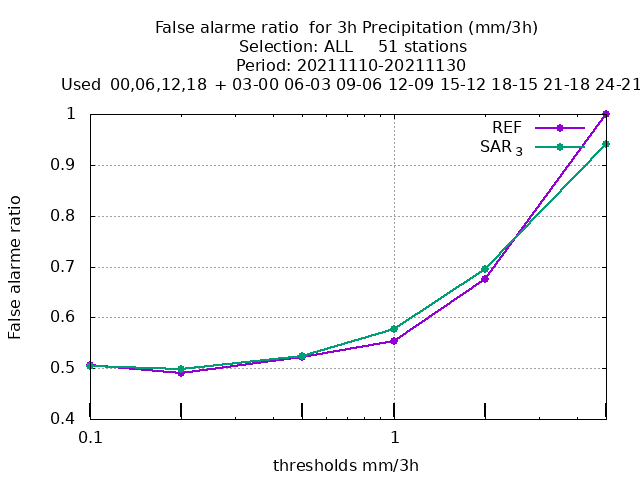 False alarme ratio  for 3h Precipitation (mm/3h)
Selection: ALL     51 stations
Period: 20211110-20211130
Used  00,06,12,18  + 03-00 06-03 09-06 12-09 15-12 18-15 21-18 24-21
1
REF
SAR 3
0.9
0.8
0.7
0.6
0.5
0.4
False alarme ratio
0.1 1
thresholds mm/3h